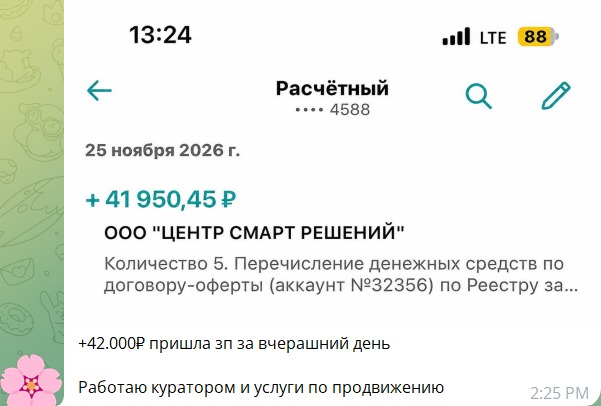 13:24
LTE 88
Расчётный
•••• 4588
25 ноября 2026 г.
+ 41 950,45 ₽
ООО "ЦЕНТР СМАРТ РЕШЕНИЙ"
Количество 5. Перечисление денежных средств по
договору-оферты (аккаунт №32356) по Реестру за...
+42.000₽ пришла зп за вчерашний день
Работаю куратором и услуги по продвижению
2:25 PM